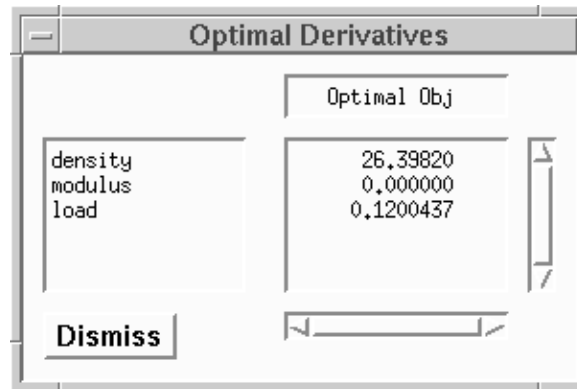 Optimal Derivatives
Optimal Obj
density 26.39820
modulus 0.000000
load 0.1200437
Dismiss